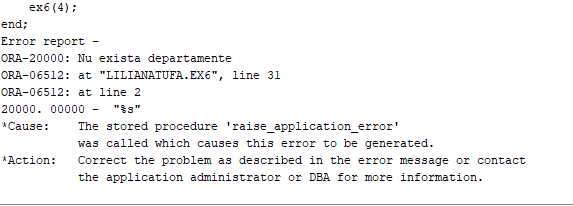 ex6(4);
end;
Error report -
ORA-20000: Nu exista departamente
ORA-06512: at "LILIANATUFA.EX6", line 31
ORA-06512: at line 2
20000. 00000 -  "%s"
*Cause:    The stored procedure 'raise_application_error'
           was called which causes this error to be generated.
*Action:   Correct the problem as described in the error message or contact
           the application administrator or DBA for more information.